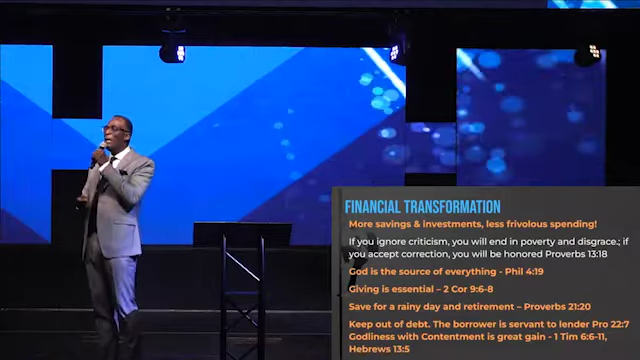 FINANCIAL TRANSFORMATION
More savings & investments, less frivolous spending!
If you ignore criticism, you will end in poverty and disgrace.; if
you accept correction, you will be honored Proverbs 13:18
God is the source of everything - Phil 4:19
Giving is essential – 2 Cor 9:6-8
Save for a rainy day and retirement – Proverbs 21:20
Keep out of debt. The borrower is servant to lender Pro 22:7
Godliness with Contentment is great gain - 1 Tim 6:6-11,
Hebrews 13:5